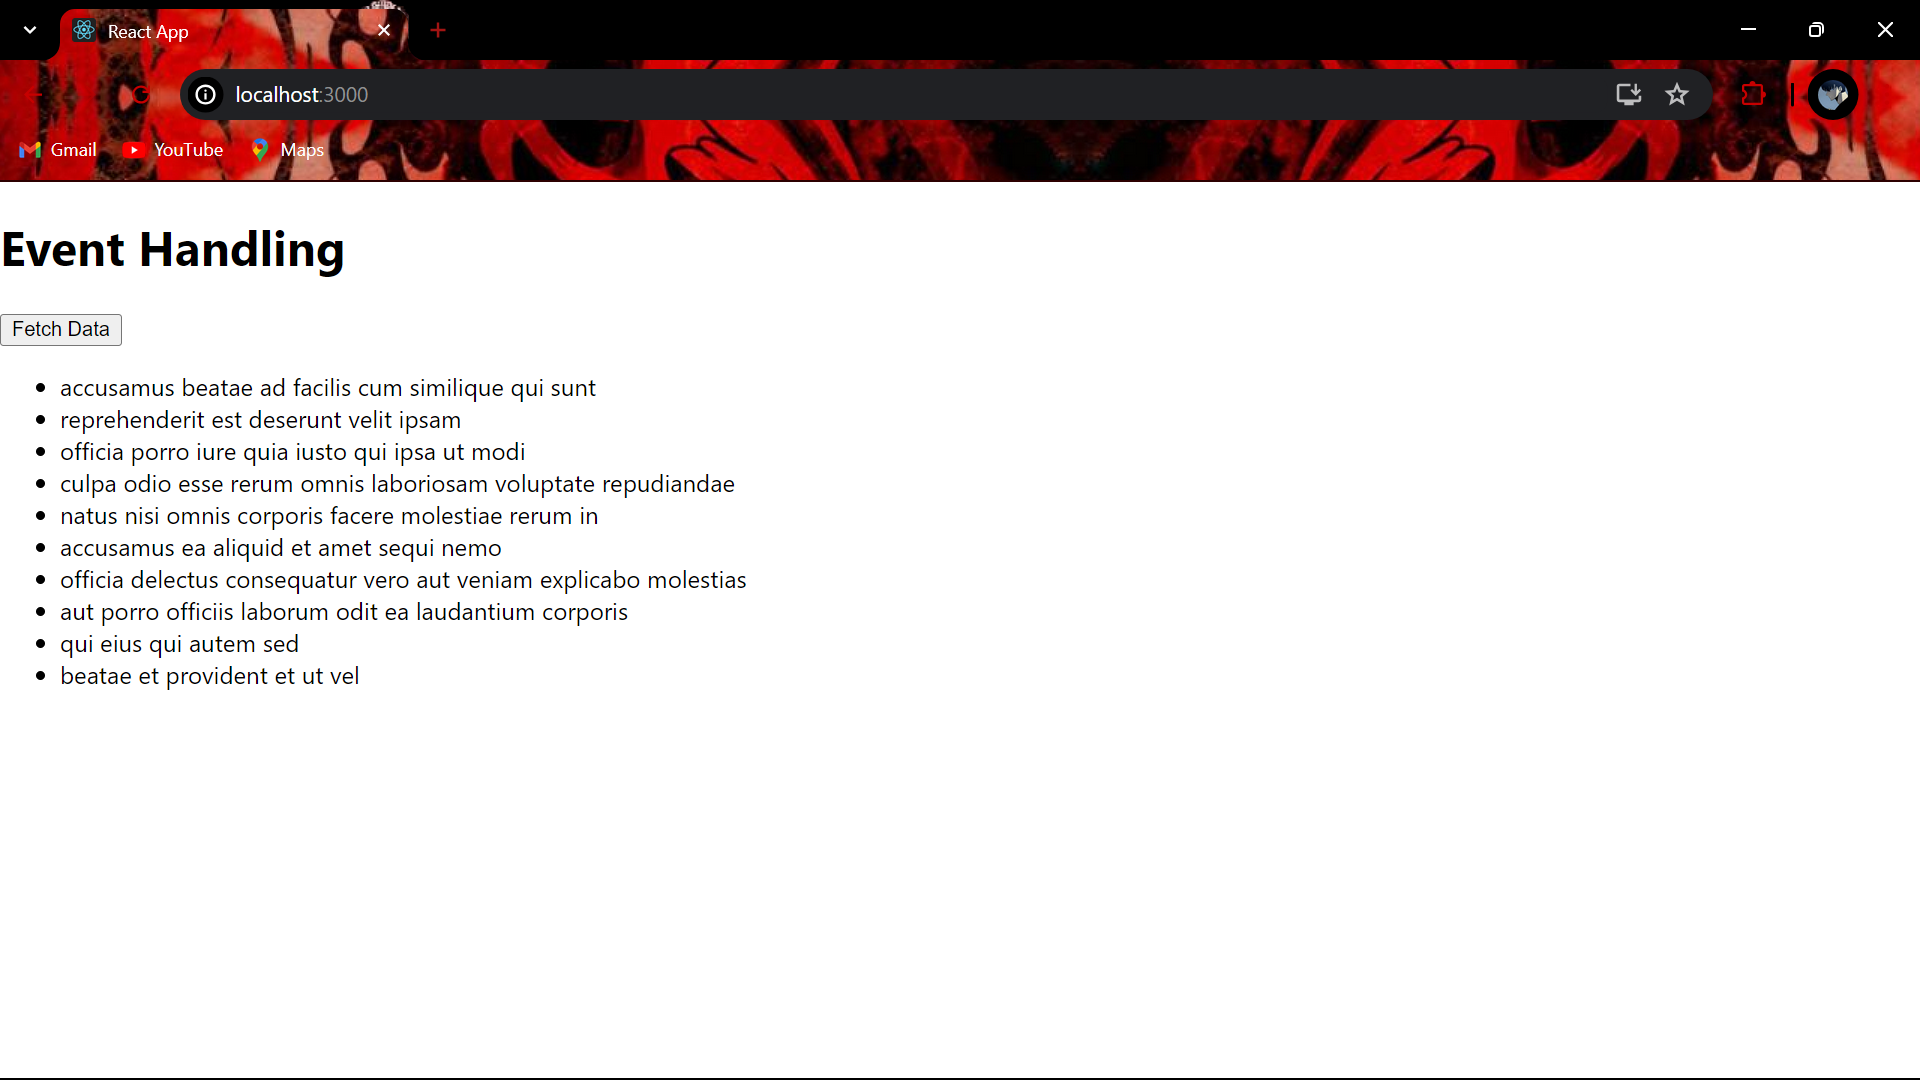 React App
localhost:3000
Gmail
YouTube
Maps
Event Handling
Fetch Data
accusamus beatae ad facilis cum similique qui sunt
reprehenderit est deserunt velit ipsam
officia porro iure quia iusto qui ipsa ut modi
culpa odio esse rerum omnis laboriosam voluptate repudiandae
natus nisi omnis corporis facere molestiae rerum in
accusamus ea aliquid et amet sequi nemo
officia delectus consequatur vero aut veniam explicabo molestias
aut porro officiis laborum odit ea laudantium corporis
qui eius qui autem sed
beatae et provident et ut vel